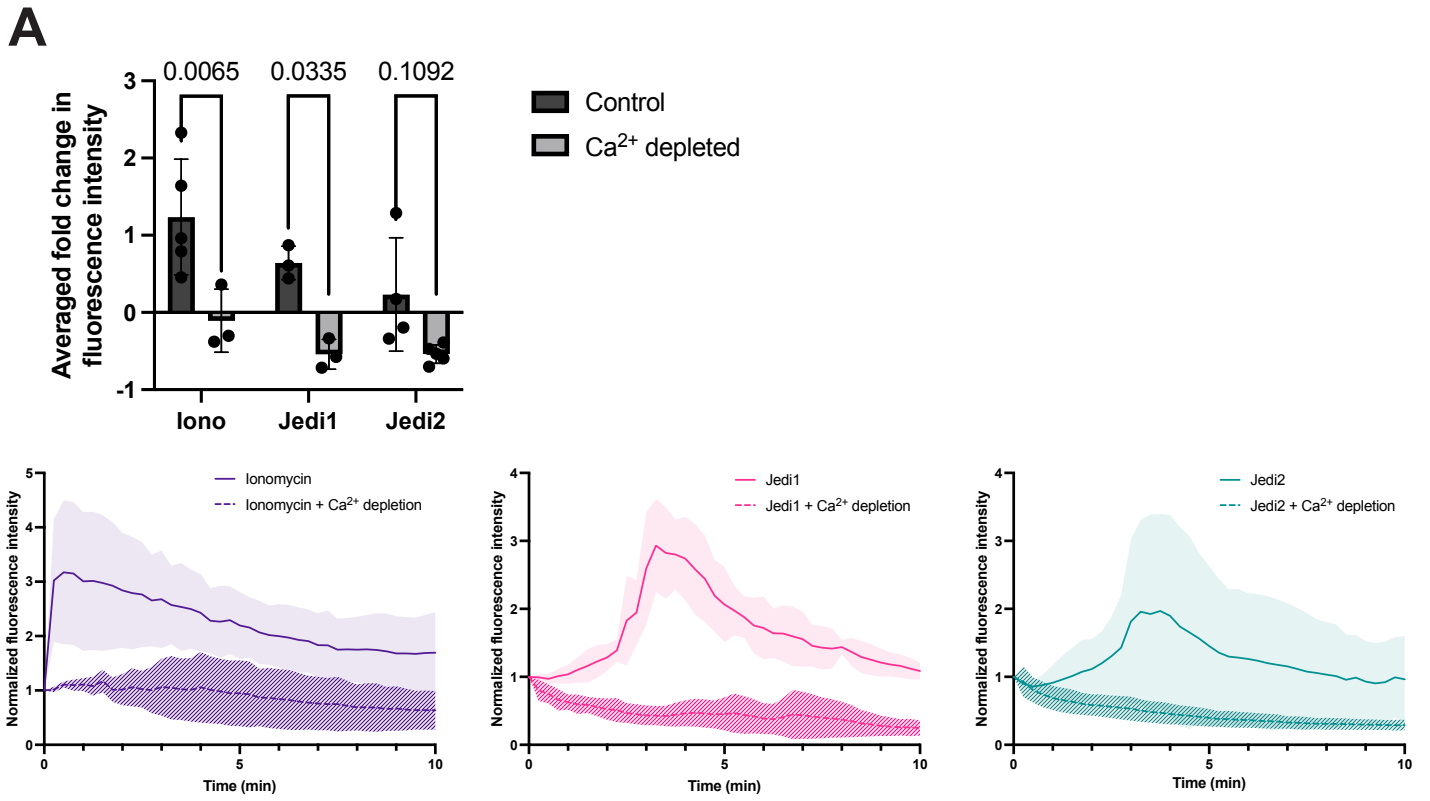 A
0.0065 0.0335 0.1092
Averaged fold change in
fluorescence intensity
3
2
1
0
-1
Iono Jedi1 Jedi2
Control
Ca²⁺ depleted
Normalized fluorescence intensity
5
4
3
2
1
0
0 5 10
Time (min)
Ionomycin
Ionomycin + Ca²⁺ depletion
Normalized fluorescence intensity
4
3
2
1
0
0 5 10
Time (min)
Jedi1
Jedi1 + Ca²⁺ depletion
Normalized fluorescence intensity
4
3
2
1
0
0 5 10
Time (min)
Jedi2
Jedi2 + Ca²⁺ depletion